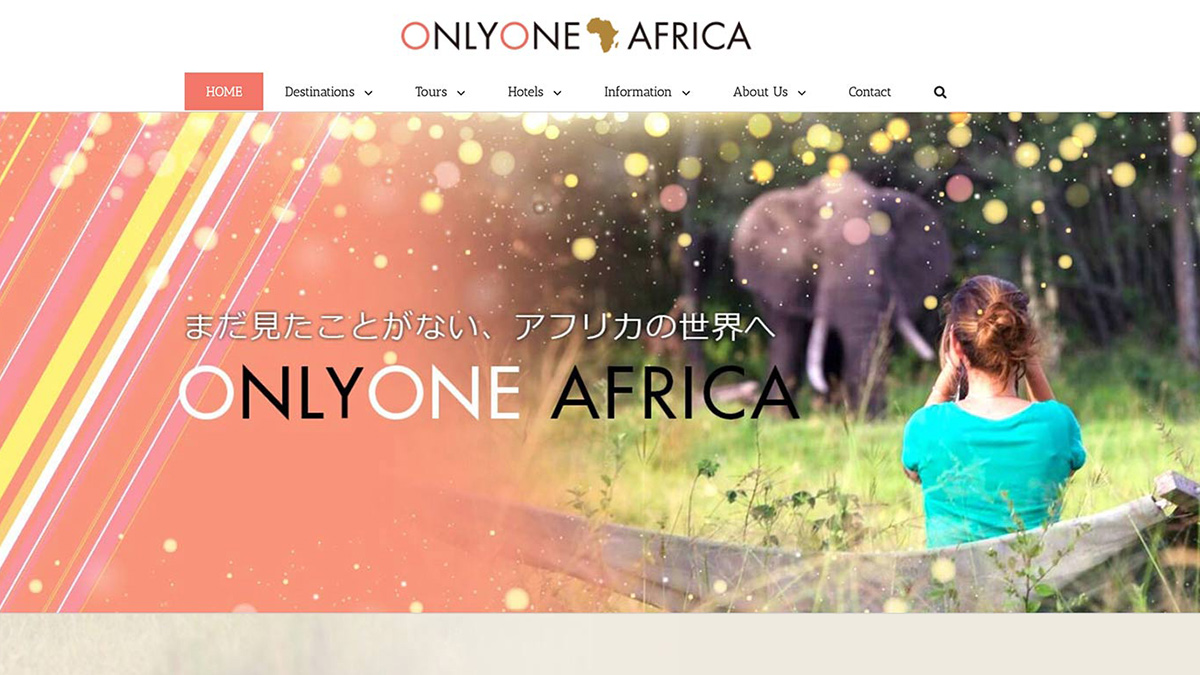 ONLYONE AFRICA
HOME Destinations Tours Hotels Information About Us Contact
まだ見たことがない、アフリカの世界へ
ONLYONE AFRICA